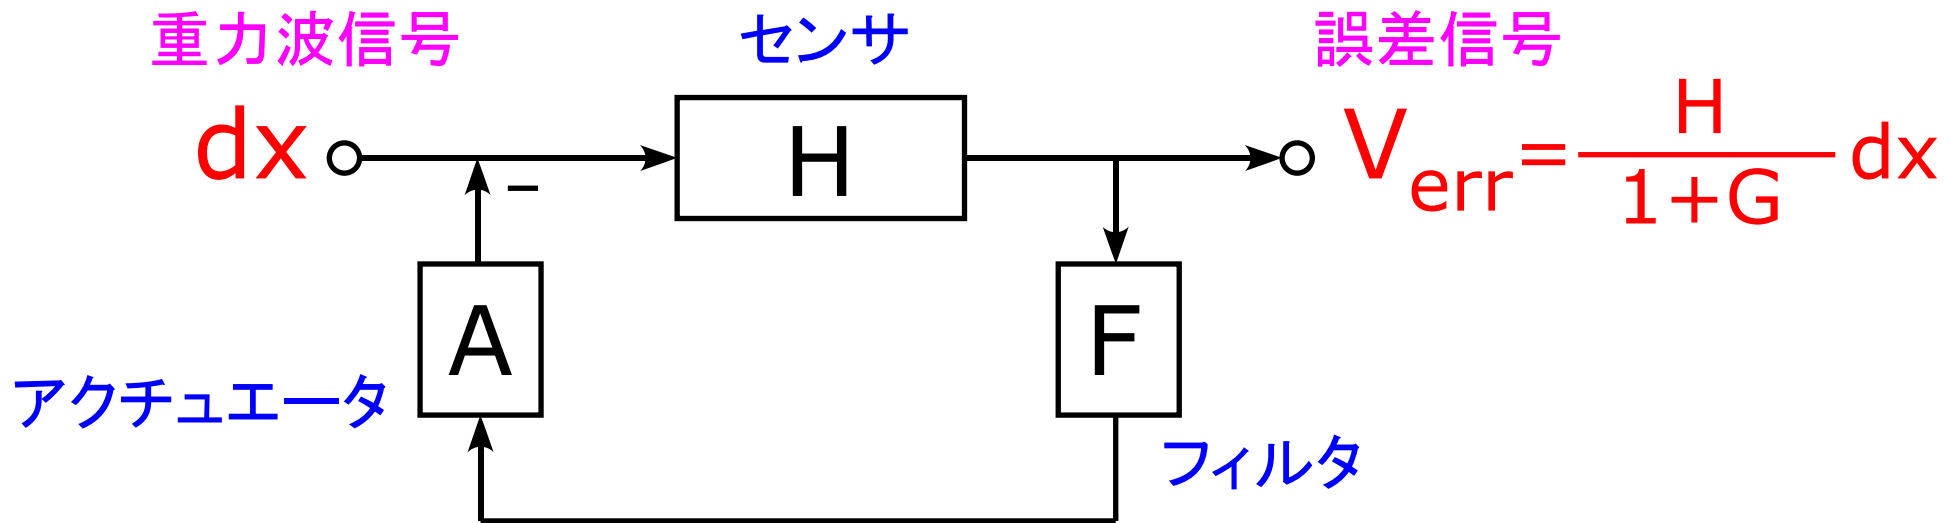 重力波信号
センサ
誤差信号
dx
H
V_err = H / (1+G) dx
−
A
F
アクチュエータ
フィルタ